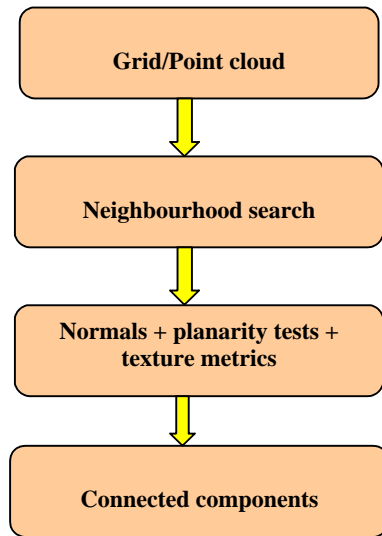 Grid/Point cloud
Neighbourhood search
Normals + planarity tests +
texture metrics
Connected components